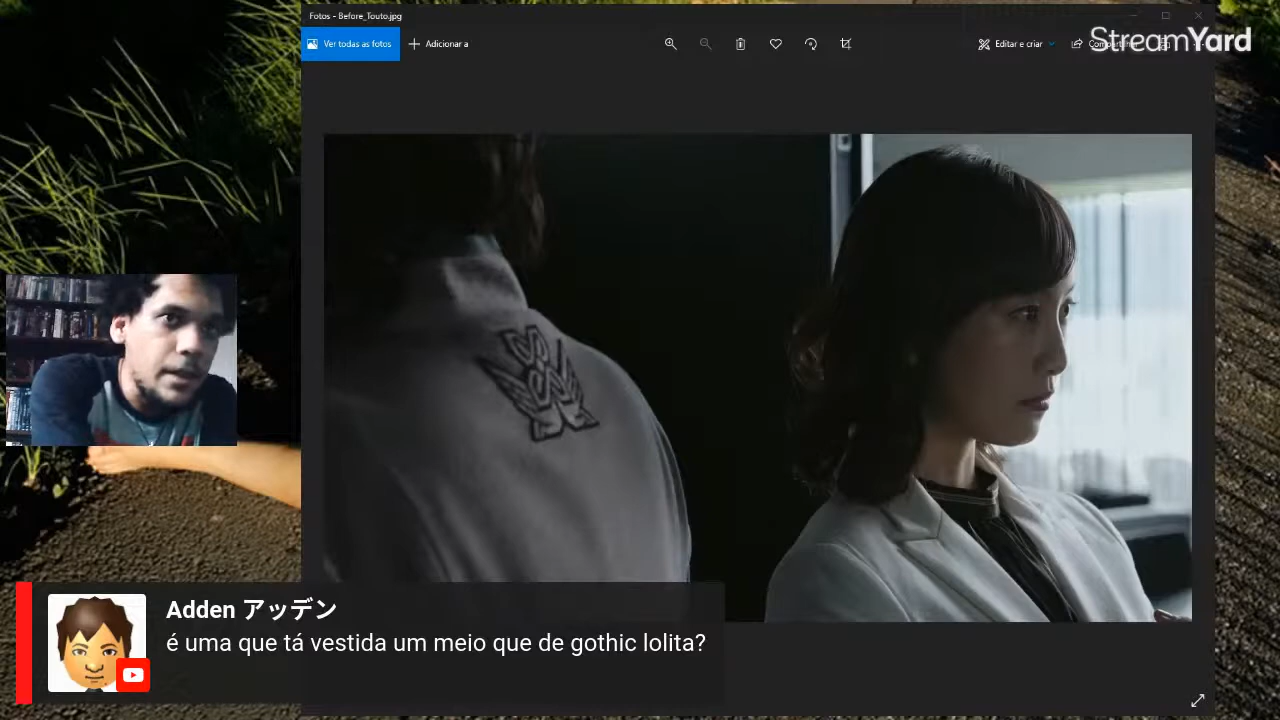 Fotos - Before_Touto.jpg
Ver todas as fotos
Adicionar a
Editar e criar
StreamYard
Adden アッデン
é uma que tá vestida um meio que de gothic lolita?